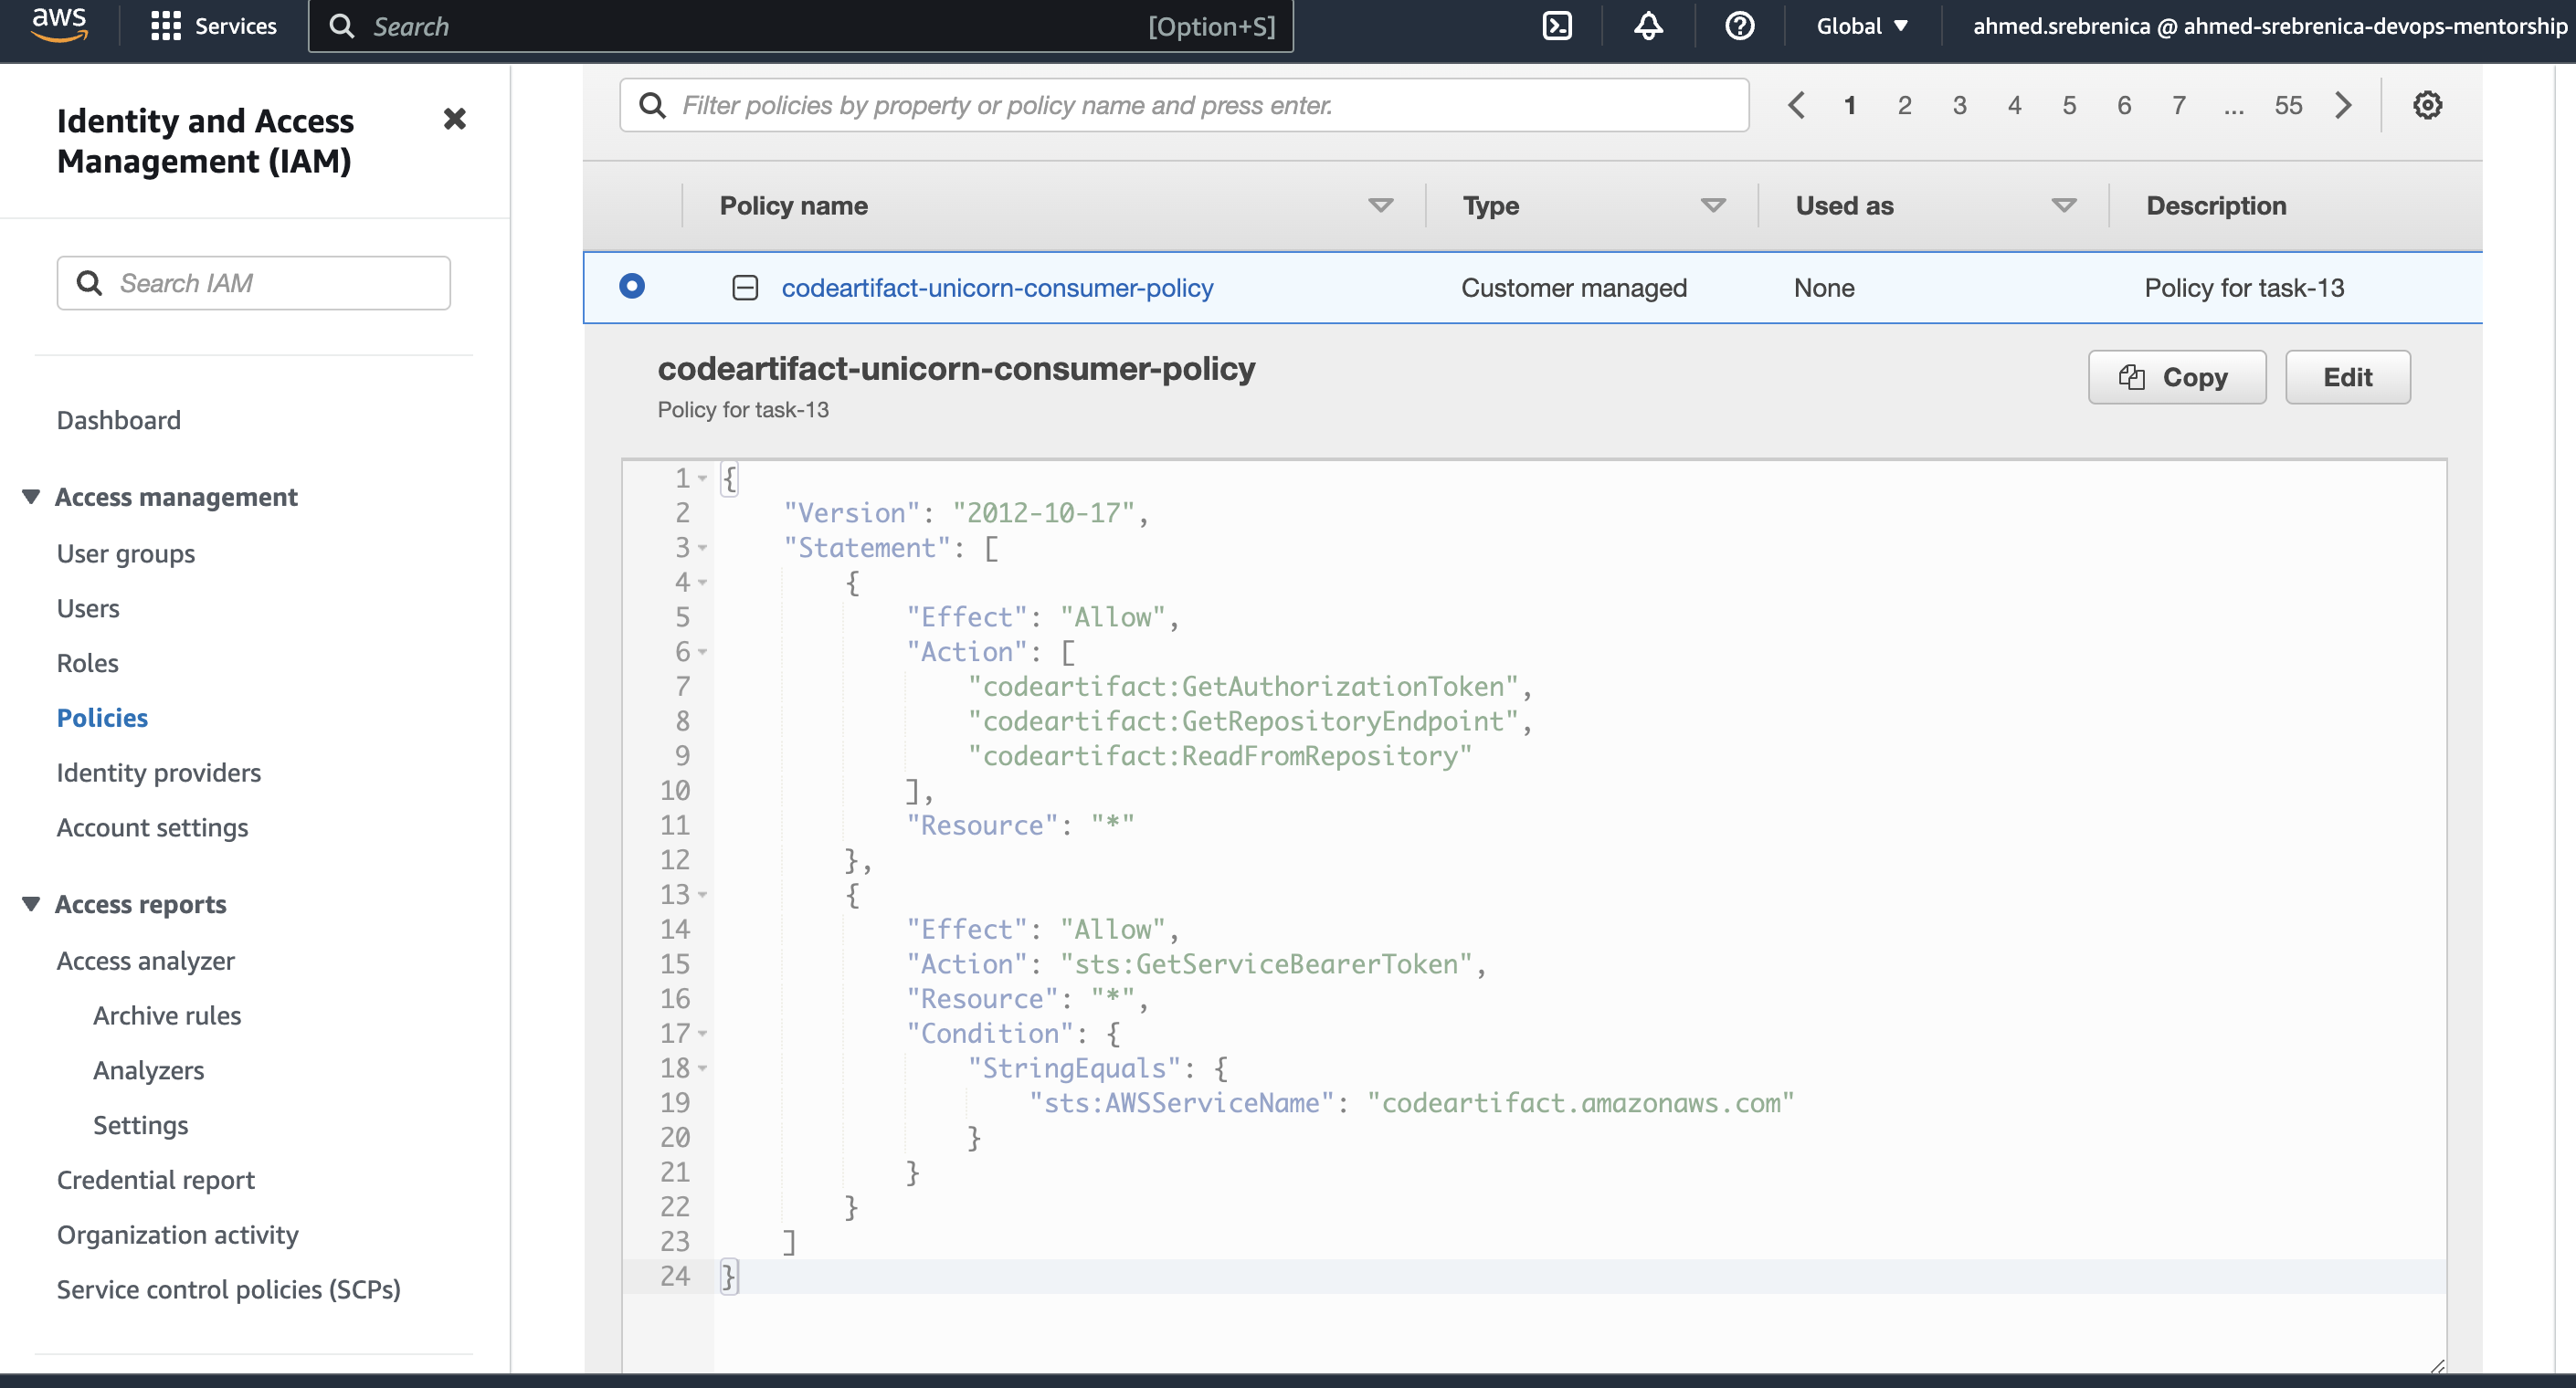 aws
Services
Search [Option+S]
Global
ahmed.srebrenica @ ahmed-srebrenica-devops-mentorship
Identity and Access
Management (IAM)
Search IAM
Dashboard
Access management
User groups
Users
Roles
Policies
Identity providers
Account settings
Access reports
Access analyzer
Archive rules
Analyzers
Settings
Credential report
Organization activity
Service control policies (SCPs)
Filter policies by property or policy name and press enter.
1 2 3 4 5 6 7 ... 55
Policy name Type Used as Description
codeartifact-unicorn-consumer-policy Customer managed None Policy for task-13
codeartifact-unicorn-consumer-policy
Policy for task-13
Copy Edit
1 {
2     "Version": "2012-10-17",
3     "Statement": [
4         {
5             "Effect": "Allow",
6             "Action": [
7                 "codeartifact:GetAuthorizationToken",
8                 "codeartifact:GetRepositoryEndpoint",
9                 "codeartifact:ReadFromRepository"
10             ],
11             "Resource": "*"
12         },
13         {
14             "Effect": "Allow",
15             "Action": "sts:GetServiceBearerToken",
16             "Resource": "*",
17             "Condition": {
18                 "StringEquals": {
19                     "sts:AWSServiceName": "codeartifact.amazonaws.com"
20                 }
21             }
22         }
23     ]
24 }